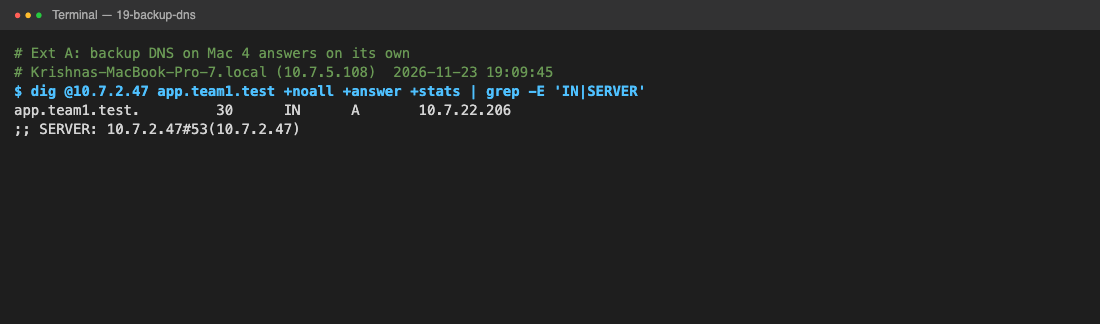 Terminal — 19-backup-dns
# Ext A: backup DNS on Mac 4 answers on its own
# Krishnas-MacBook-Pro-7.local (10.7.5.108)  2026-11-23 19:09:45
$ dig @10.7.2.47 app.team1.test +noall +answer +stats | grep -E 'IN|SERVER'
app.team1.test.         30      IN      A       10.7.22.206
;; SERVER: 10.7.2.47#53(10.7.2.47)